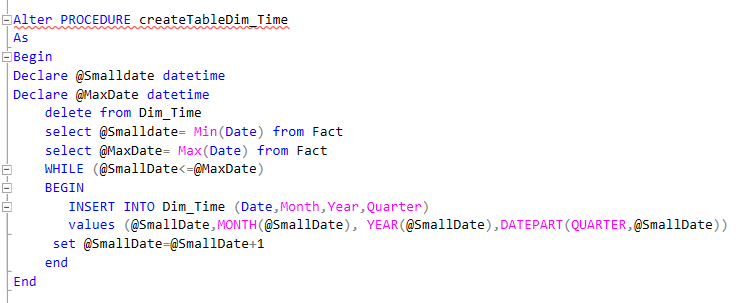 Alter PROCEDURE createTableDim_Time
As
Begin
Declare @Smalldate datetime
Declare @MaxDate datetime
delete from Dim_Time
select @Smalldate= Min(Date) from Fact
select @MaxDate= Max(Date) from Fact
WHILE (@SmallDate<=@MaxDate)
BEGIN
INSERT INTO Dim_Time (Date,Month,Year,Quarter)
values (@SmallDate,MONTH(@SmallDate), YEAR(@SmallDate),DATEPART(QUARTER,@SmallDate))
set @SmallDate=@SmallDate+1
end
End